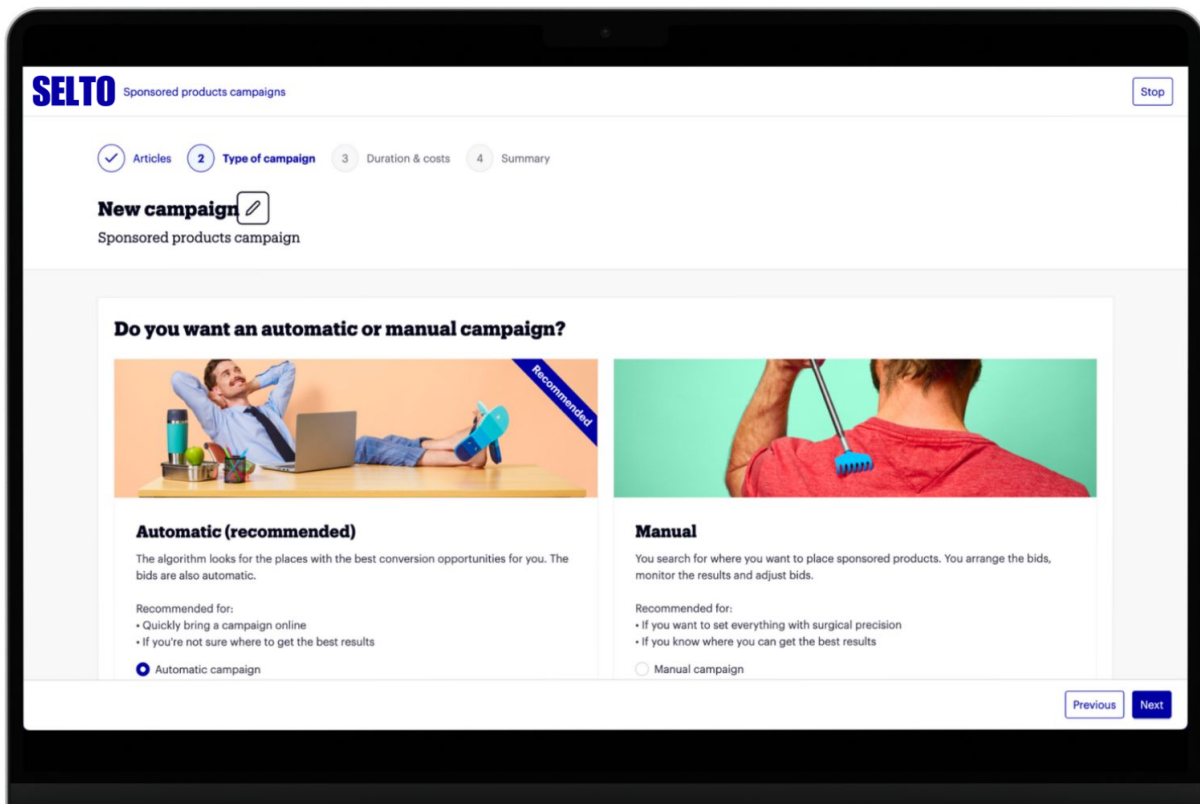 SELTO
Sponsored products campaigns
Stop
Articles
2 Type of campaign
3 Duration & costs
4 Summary
New campaign
Sponsored products campaign
Do you want an automatic or manual campaign?
Recommended
Automatic (recommended)
The algorithm looks for the places with the best conversion opportunities for you. The
bids are also automatic.
Recommended for:
• Quickly bring a campaign online
• If you're not sure where to get the best results
Automatic campaign
Manual
You search for where you want to place sponsored products. You arrange the bids,
monitor the results and adjust bids.
Recommended for:
• If you want to set everything with surgical precision
• If you know where you can get the best results
Manual campaign
Previous
Next